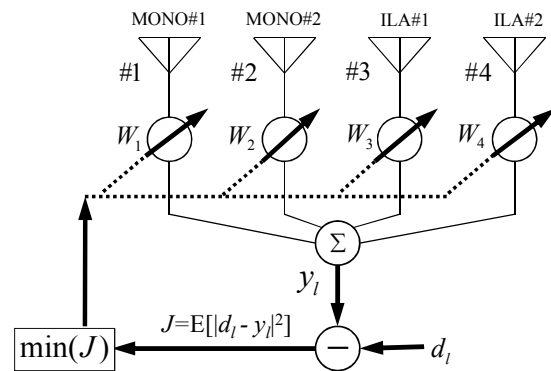 MONO#1 MONO#2 ILA#1 ILA#2
#1 #2 #3 #4
W₁ W₂ W₃ W₄
Σ
yₗ
J=E[|dₗ - yₗ|²]
min(J) − dₗ